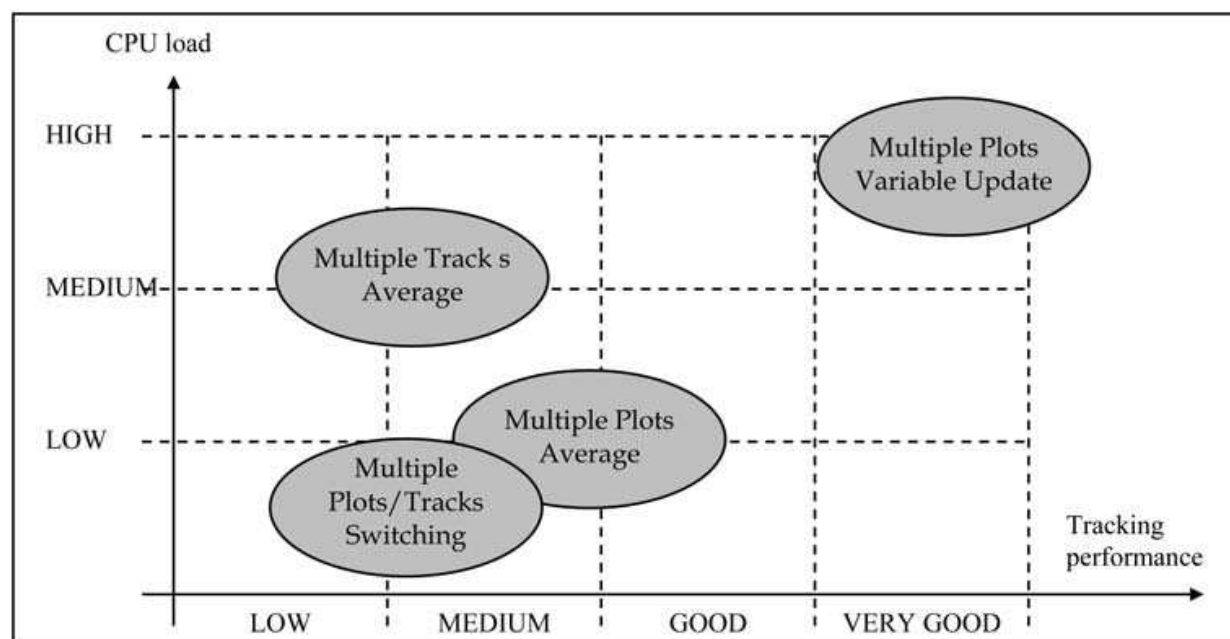 CPU load
HIGH
Multiple Plots
Variable Update
Multiple Track s
Average
MEDIUM
Multiple Plots
Average
LOW
Multiple
Plots/Tracks
Switching
Tracking
performance
LOW
MEDIUM
GOOD
VERY GOOD